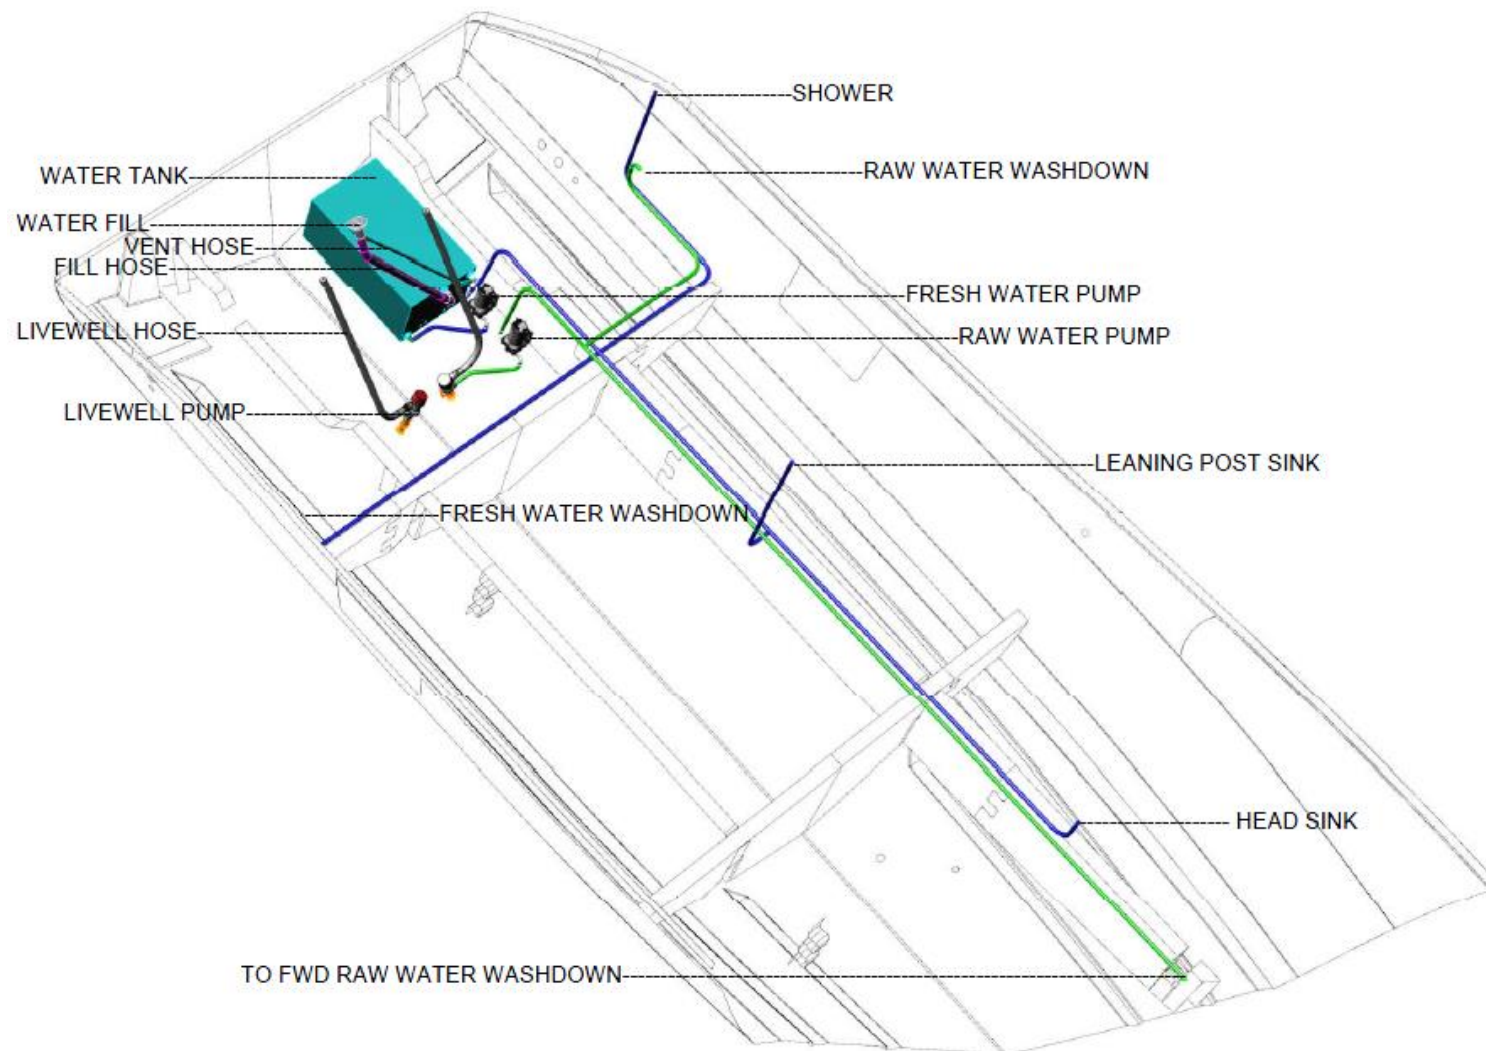 SHOWER
RAW WATER WASHDOWN
WATER TANK
WATER FILL
VENT HOSE
FILL HOSE
FRESH WATER PUMP
LIVEWELL HOSE
RAW WATER PUMP
LIVEWELL PUMP
LEANING POST SINK
FRESH WATER WASHDOWN
HEAD SINK
TO FWD RAW WATER WASHDOWN